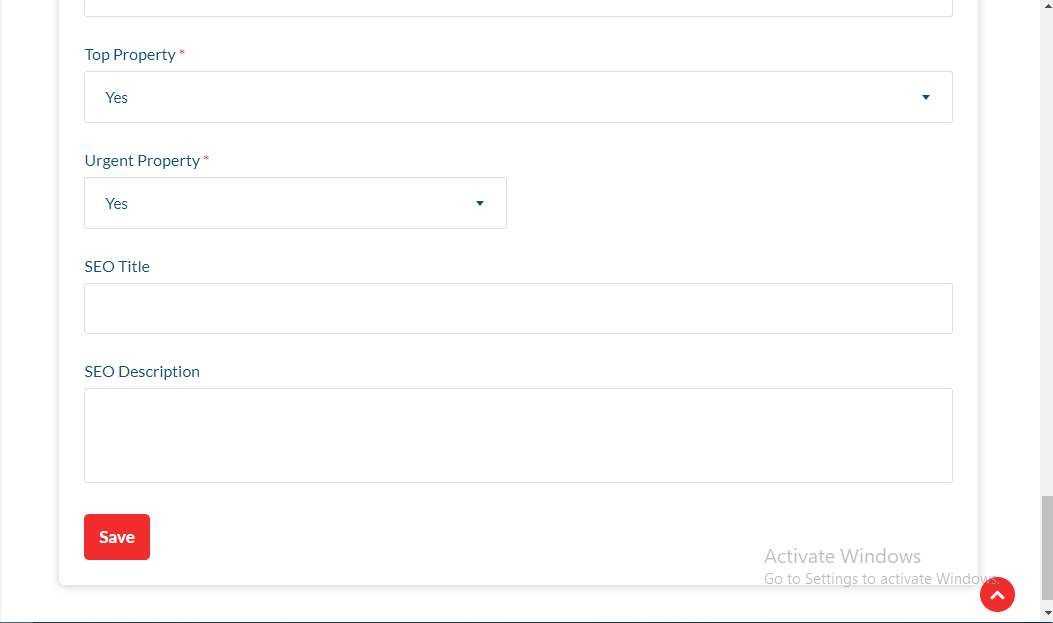 Top Property *
Yes
Urgent Property *
Yes
SEO Title
SEO Description
Save
Activate Windows
Go to Settings to activate Windows.